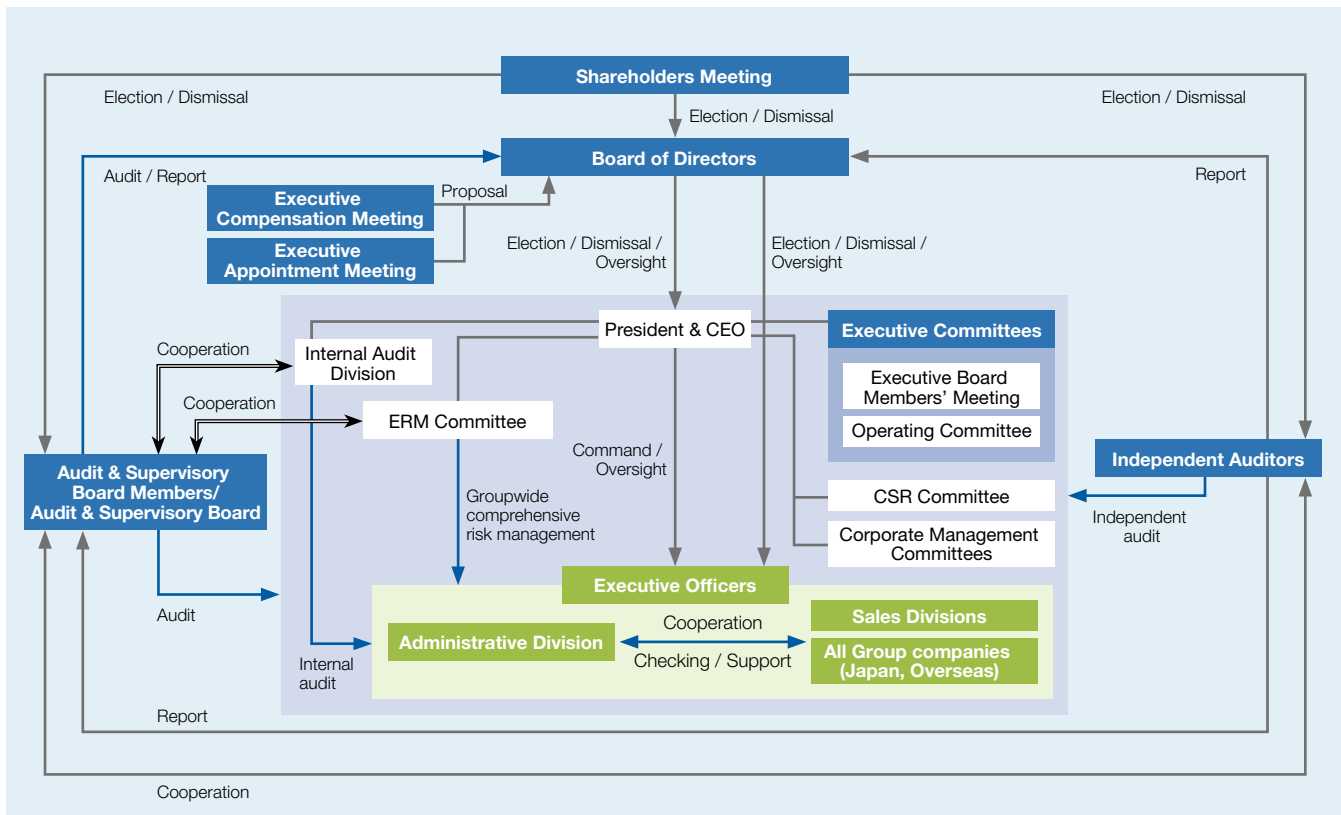 Shareholders Meeting
Election / Dismissal
Election / Dismissal
Election / Dismissal
Board of Directors
Audit / Report
Report
Executive
Compensation Meeting
Proposal
Executive
Appointment Meeting
Election / Dismissal /
Oversight
Election / Dismissal /
Oversight
President & CEO
Executive Committees
Cooperation
Internal Audit
Division
Executive Board
Members’ Meeting
Cooperation
ERM Committee
Operating Committee
Command /
Oversight
Audit & Supervisory
Board Members/
Audit & Supervisory Board
Independent Auditors
Groupwide
comprehensive
risk management
CSR Committee
Independent
audit
Corporate Management
Committees
Executive Officers
Audit
Administrative Division
Cooperation
Checking / Support
Sales Divisions
All Group companies
(Japan, Overseas)
Internal
audit
Report
Cooperation